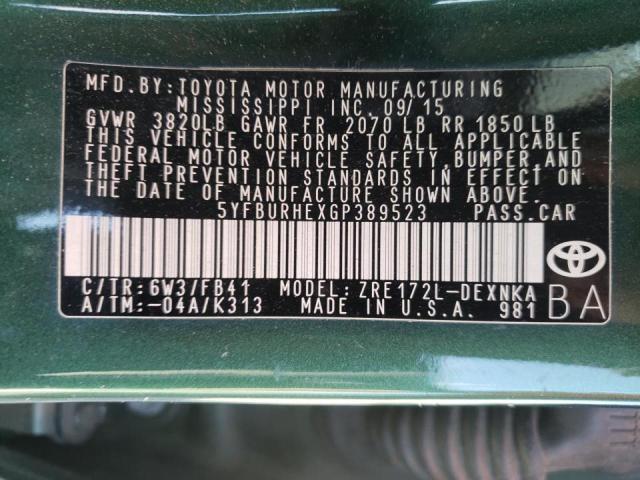 MFD.BY:TOYOTA MOTOR MANUFACTURING
MISSISSIPPI INC. 09/15
GVWR 3820LB GAWR FR 2070 LB RR 1850 LB
THIS VEHICLE CONFORMS TO ALL APPLICABLE
FEDERAL MOTOR VEHICLE SAFETY, BUMPER, AND
THEFT PREVENTION STANDARDS IN EFFECT ON
THE DATE OF MANUFACTURE SHOWN ABOVE.
5YFBURHEXGP389523 PASS.CAR
C/TR:6W3/FB41 MODEL: ZRE172L-DEXNKA
A/TM:-04A/K313 MADE IN U.S.A. 981 BA